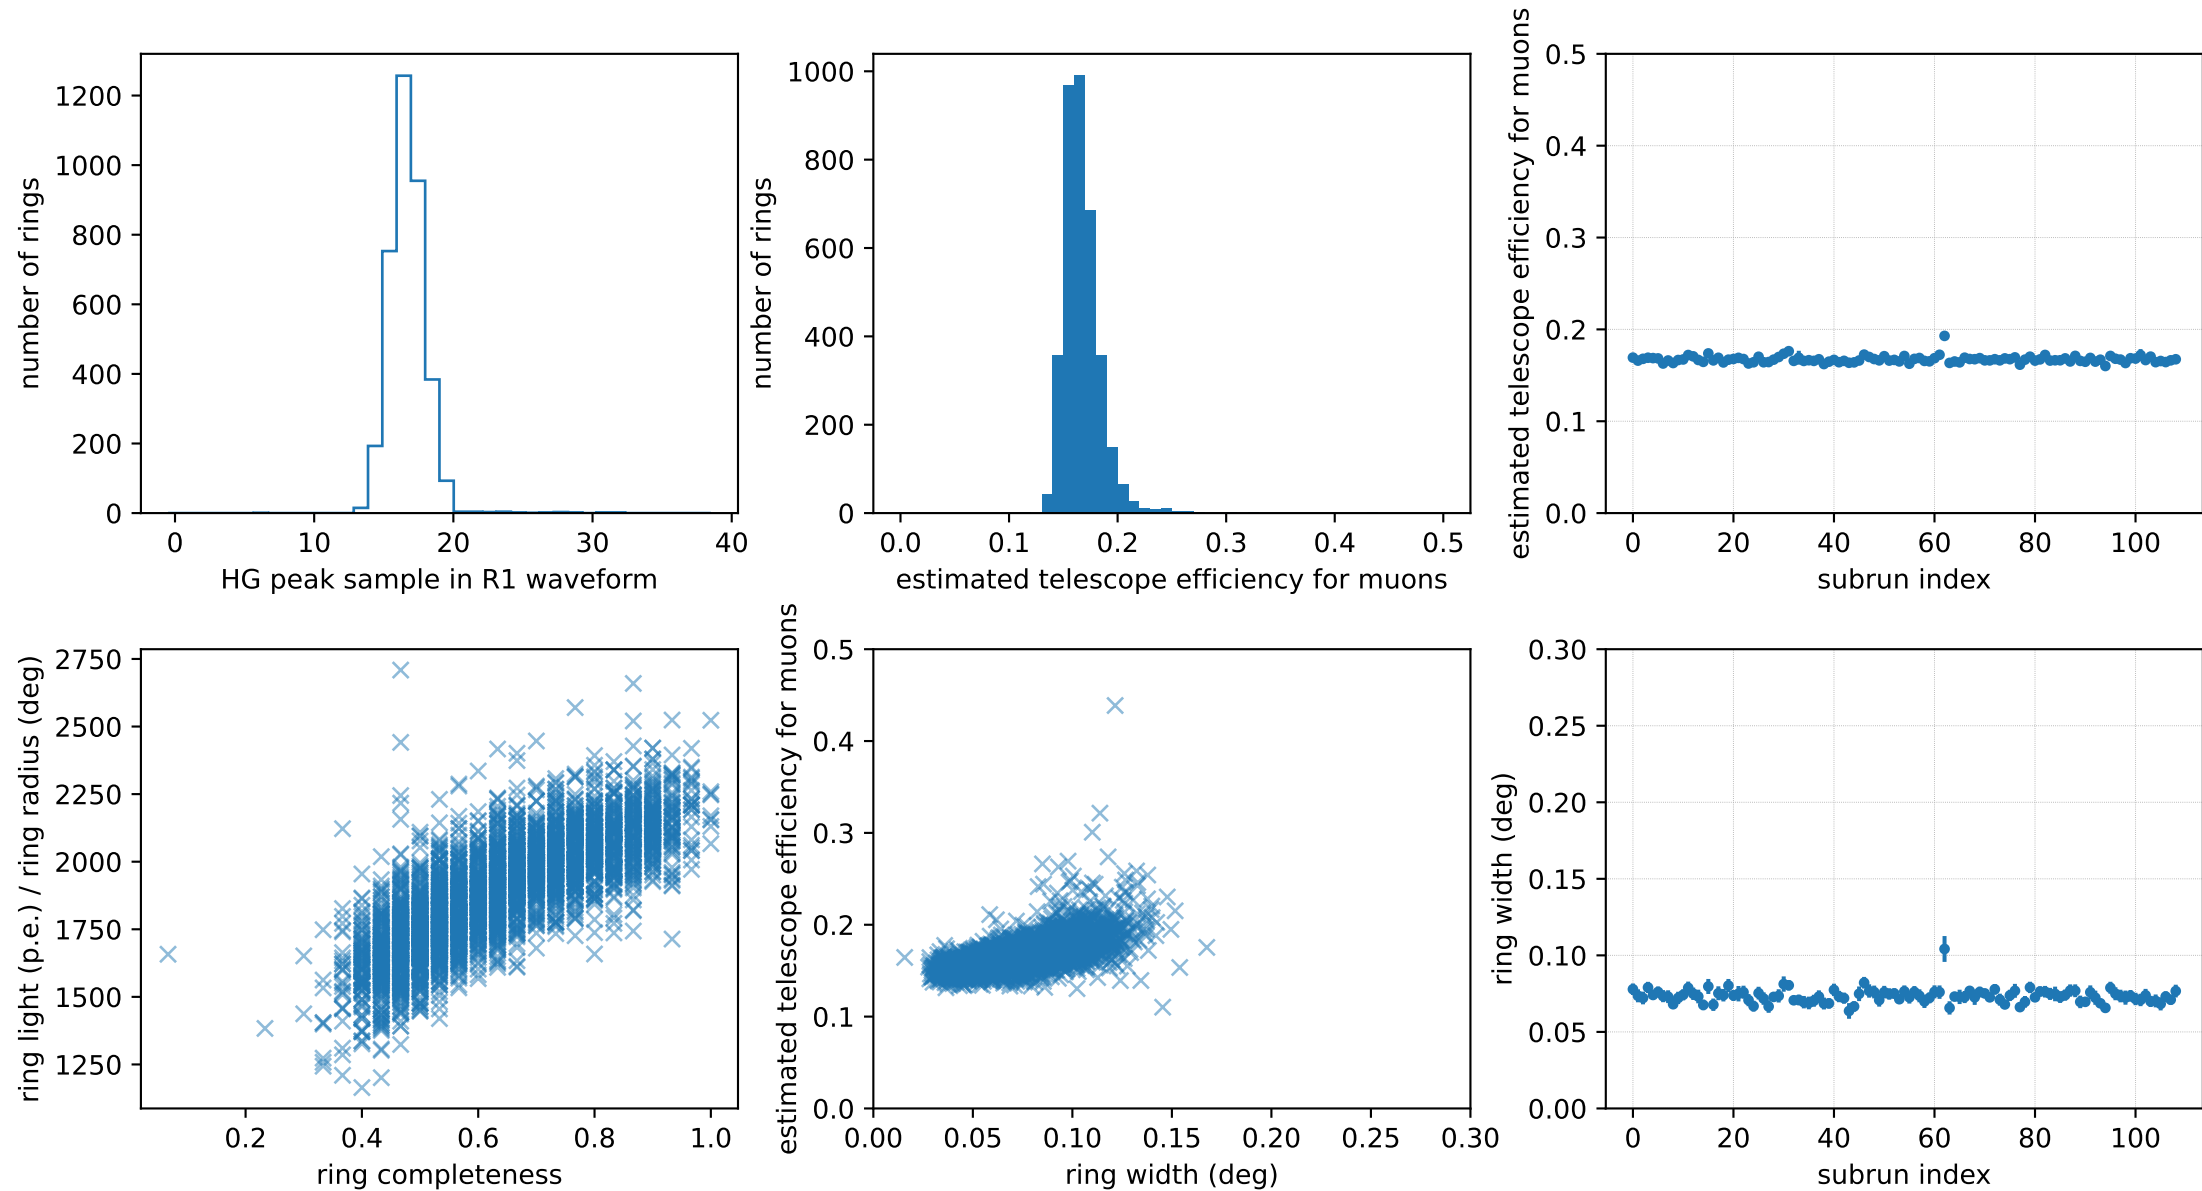 number of rings
1200
1000
800
600
400
200
0
0 10 20 30 40
HG peak sample in R1 waveform
number of rings
1000
800
600
400
200
0
0.0 0.1 0.2 0.3 0.4 0.5
estimated telescope efficiency for muons
estimated telescope efficiency for muons
0.5
0.4
0.3
0.2
0.1
0.0
0 20 40 60 80 100
subrun index
ring light (p.e.) / ring radius (deg)
2750
2500
2250
2000
1750
1500
1250
0.2 0.4 0.6 0.8 1.0
ring completeness
estimated telescope efficiency for muons
0.5
0.4
0.3
0.2
0.1
0.0
0.00 0.05 0.10 0.15 0.20 0.25 0.30
ring width (deg)
ring width (deg)
0.30
0.25
0.20
0.15
0.10
0.05
0.00
0 20 40 60 80 100
subrun index